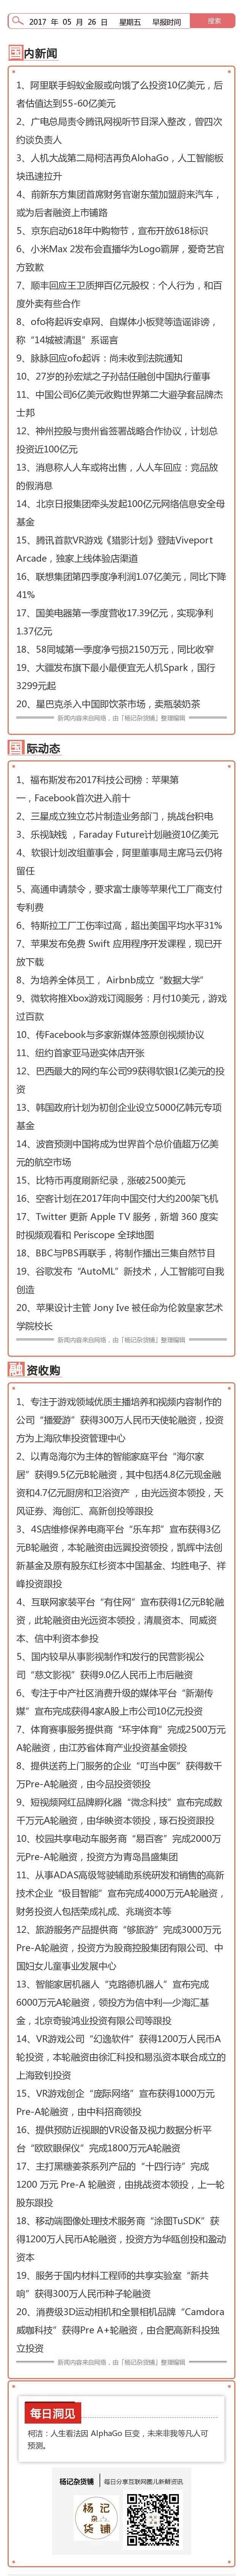 2017 年 05 月 26 日 星期五 早报时间 搜索
国内新闻
1、阿里联手蚂蚁金服或向饿了么投资10亿美元，后
者估值达到55-60亿美元
2、广电总局责令腾讯网视听节目深入整改，曾四次
约谈负责人
3、人机大战第二局柯洁再负AlohaGo，人工智能板
块迅速拉升
4、前新东方集团首席财务官谢东萤加盟蔚来汽车，
或为后者融资上市铺路
5、京东启动618年中购物节，宣布开放618标识
6、小米Max 2发布会直播华为Logo霸屏，爱奇艺官
方致歉
7、顺丰回应王卫质押百亿元股权：个人行为，和百
度外卖有些合作
8、ofo将起诉安卓网、自媒体小板凳等造谣诽谤，
称“14城被清退”系谣言
9、脉脉回应ofo起诉：尚未收到法院通知
10、27岁的孙宏斌之子孙喆任融创中国执行董事
11、中国公司6亿美元收购世界第二大避孕套品牌杰
士邦
12、神州控股与贵州省签署战略合作协议，计划总
投资近100亿元
13、消息称人人车或将出售，人人车回应：竞品放
的假消息
14、北京日报集团牵头发起100亿元网络信息安全母
基金
15、腾讯首款VR游戏《猎影计划》登陆Viveport
Arcade，独家上线体验店渠道
16、联想集团第四季度净利润1.07亿美元，同比下降
41%
17、国美电器第一季度营收17.39亿元，实现净利
1.37亿元
18、58同城第一季度净亏损2150万元，同比收窄
19、大疆发布旗下最小最便宜无人机Spark，国行
3299元起
20、星巴克杀入中国即饮茶市场，卖瓶装奶茶
新闻内容来自网络，由「杨记杂货铺」整理编辑
国际动态
1、福布斯发布2017科技公司榜：苹果第
一，Facebook首次进入前十
2、三星成立独立芯片制造业务部门，挑战台积电
3、乐视缺钱 ，Faraday Future计划融资10亿美元
4、软银计划改组董事会，阿里董事局主席马云仍将
留任
5、高通申请禁令，要求富士康等苹果代工厂商支付
专利费
6、特斯拉工厂工伤率过高，超出美国平均水平31%
7、苹果发布免费 Swift 应用程序开发课程，现已开
放下载
8、为培养全体员工， Airbnb成立“数据大学”
9、微软将推Xbox游戏订阅服务：月付10美元，游戏
过百款
10、传Facebook与多家新媒体签原创视频协议
11、纽约首家亚马逊实体店开张
12、巴西最大的网约车公司99获得软银1亿美元的投
资
13、韩国政府计划为初创企业设立5000亿韩元专项
基金
14、波音预测中国将成为世界首个总价值超万亿美
元的航空市场
15、比特币再度刷新纪录，涨破2500美元
16、空客计划在2017年向中国交付大约200架飞机
17、Twitter 更新 Apple TV 服务，新增 360 度实
时视频观看和 Periscope 全球地图
18、BBC与PBS再联手，将制作播出三集自然节目
19、谷歌发布“AutoML”新技术，人工智能可自我
创造
20、苹果设计主管 Jony Ive 被任命为伦敦皇家艺术
学院校长
新闻内容来自网络，由「杨记杂货铺」整理编辑
融资收购
1、专注于游戏领域优质主播培养和视频内容制作的
公司“播爱游”获得300万人民币天使轮融资，投资
方为上海欣隼投资管理中心
2、以青岛海尔为主体的智能家庭平台“海尔家
居”获得9.5亿元B轮融资，其中包括4.8亿元现金融
资和4.7亿元厨房和卫浴资产 ，由光远资本领投，天
风证券、海创汇、高新创投等跟投
3、4S店维修保养电商平台“乐车邦”宣布获得3亿
元B轮融资，本轮融资由远翼投资领投，凯辉中法创
新基金及原有股东红杉资本中国基金、均胜电子、祥
峰投资跟投
4、互联网家装平台“有住网”宣布获得1亿元B轮融
资，此轮融资由光远资本领投，清晨资本、同威资
本、信中利资本参投
5、国内较早从事影视制作和发行的民营影视公
司“慈文影视”获得9.0亿人民币上市后融资
6、专注于中产社区消费升级的媒体平台“新潮传
媒”宣布完成获得4家A股上市公司10亿元投资
7、体育赛事服务提供商“环宇体育”完成2500万元
A轮融资，由江苏省体育产业投资基金领投
8、提供送药上门服务的企业“叮当中医”获得数千
万Pre-A轮融资，由今品投资领投
9、短视频网红品牌孵化器“微念科技”宣布完成数
千万元A轮融资，由华映资本领投，琢石投资跟投
10、校园共享电动车服务商“易百客”完成2000万
元Pre-A轮融资，投资方为青岛昌盛集团
11、从事ADAS高级驾驶辅助系统研发和销售的高新
技术企业“极目智能”宣布完成4000万元A轮融资，
财务投资人包括荣成礼成、兆瑞资本等
12、旅游服务产品提供商“够旅游”完成3000万元
Pre-A轮融资，投资方为股商控股集团有限公司、中
国妇女儿童事业发展中心
13、智能家居机器人“克路德机器人”宣布完成
6000万元A轮融资，领投方为信中利—少海汇基
金，北京奇骏鸿业投资有限公司等跟投
14、VR游戏公司“幻逸软件”获得1200万人民币A
轮投资，本轮融资由徐汇科投和易泓资本联合成立的
上海致钊投资
15、VR游戏创企“庞际网络”宣布获得1000万元
Pre-A轮融资，由中科招商领投
16、提供预防近视眼的VR设备及视力数据分析平
台“欧欧眼保仪”完成1800万元A轮融资
17、主打黑糖姜茶系列产品的“十四行诗”完成
1200 万元 Pre-A 轮融资，由挑战资本领投，上一轮
股东跟投
18、移动端图像处理技术服务商“涂图TuSDK”获
得1200万人民币A轮融资，投资方为华瓯创投和盈动
资本
19、服务于国内材料工程师的共享实验室“新共
响”获得300万人民币种子轮融资
20、消费级3D运动相机和全景相机品牌“Camdora
威咖科技”获得Pre A+轮融资，由合肥高新科投独
立投资
新闻内容来自网络，由「杨记杂货铺」整理编辑
每日洞见
柯洁：人生看法因 AlphaGo 巨变，未来非我等凡人可
预测。
杨记杂货铺 每日分享互联网圈儿新鲜资讯
杨记
杂货铺